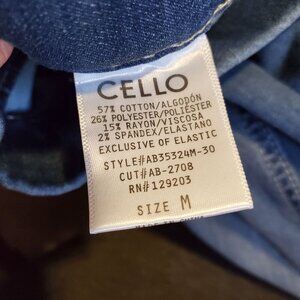 CELLO
57% COTTON/ALGODÓN
26% POLYESTER/POLIÉSTER
15% RAYON/VISCOSA
2% SPANDEX/ELASTANO
EXCLUSIVE OF ELASTIC
STYLE#AB35324M-30
CUT#AB-2708
RN#129203
SIZE M